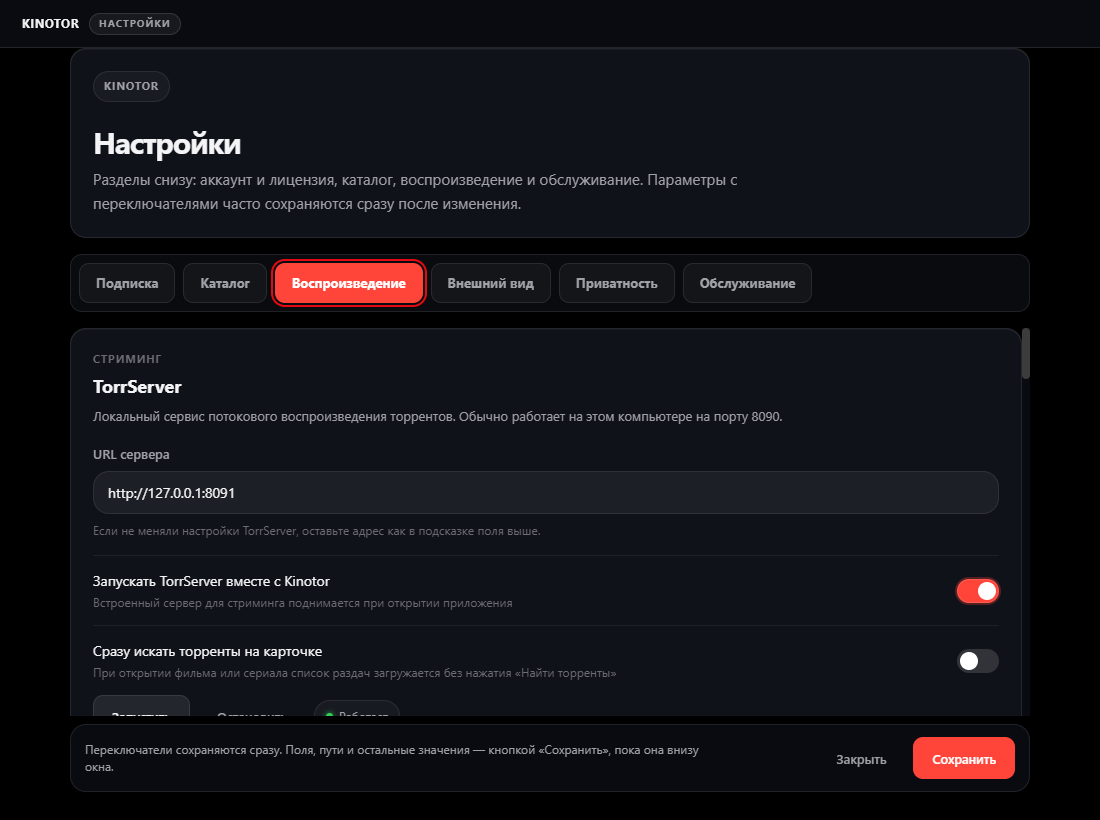 KINOTOR НАСТРОЙКИ
KINOTOR
Настройки
Разделы снизу: аккаунт и лицензия, каталог, воспроизведение и обслуживание. Параметры с
переключателями часто сохраняются сразу после изменения.
Подписка Каталог Воспроизведение Внешний вид Приватность Обслуживание
СТРИМИНГ
TorrServer
Локальный сервис потокового воспроизведения торрентов. Обычно работает на этом компьютере на порту 8090.
URL сервера
http://127.0.0.1:8091
Если не меняли настройки TorrServer, оставьте адрес как в подсказке поля выше.
Запускать TorrServer вместе с Kinotor
Встроенный сервер для стриминга поднимается при открытии приложения
Сразу искать торренты на карточке
При открытии фильма или сериала список раздач загружается без нажатия «Найти торренты»
Запустить Остановить Работает
Переключатели сохраняются сразу. Поля, пути и остальные значения — кнопкой «Сохранить», пока она внизу
окна.
Закрыть Сохранить